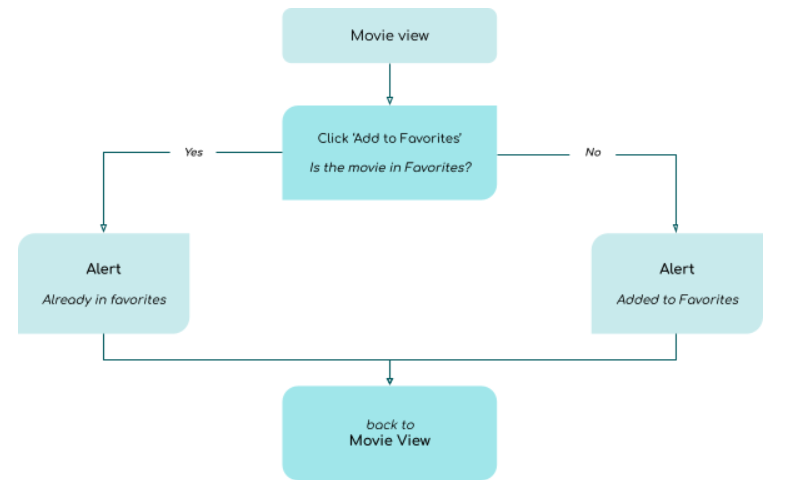 Movie view
Click 'Add to Favorites'
Is the movie in Favorites?
Yes
No
Alert
Already in favorites
Alert
Added to Favorites
back to
Movie View